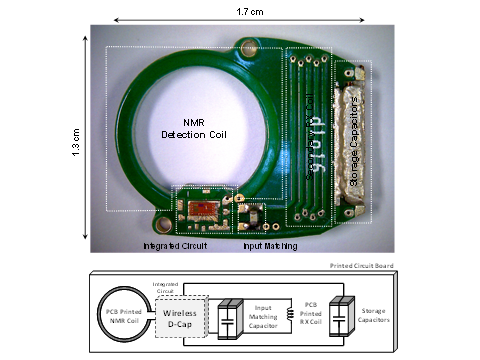 1.7 cm
1.3 cm
NMR
Detection Coil
Storage Capacitors
Integrated Circuit
Input Matching
Printed Circuit Board
Integrated
Circuit
PCB Printed
NMR Coil
Wireless
D-Cap
Input
Matching
Capacitor
PCB
Printed
RX Coil
Storage
Capacitors